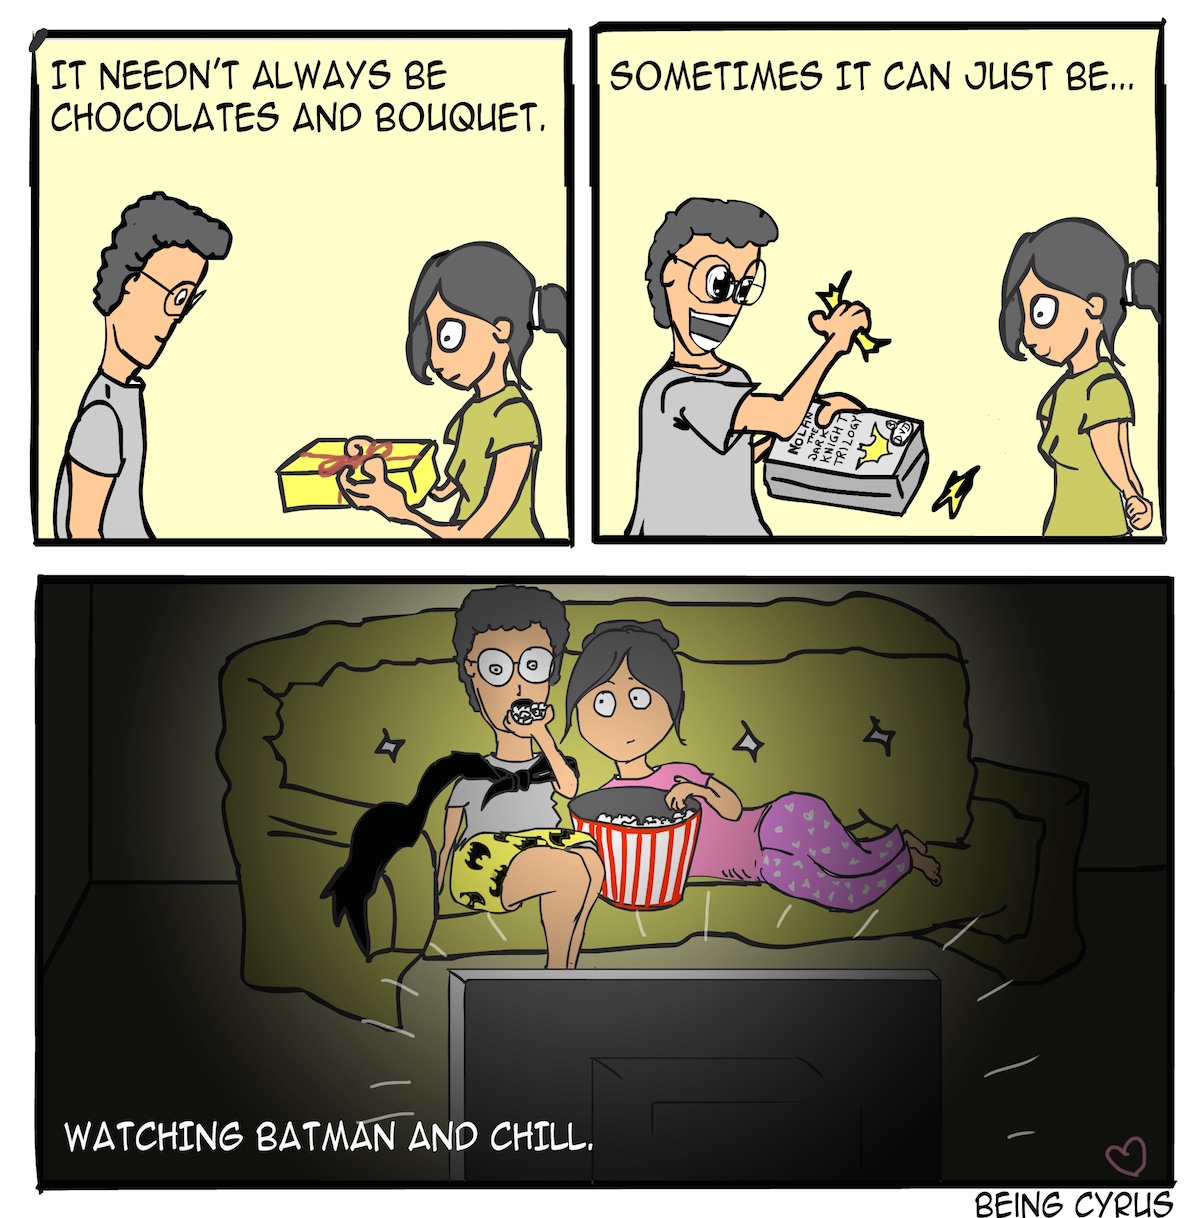 IT NEEDN'T ALWAYS BE
CHOCOLATES AND BOUQUET.
SOMETIMES IT CAN JUST BE...
NOLAN
THE
DARK
KNIGHT
TRILOGY
DVD
WATCHING BATMAN AND CHILL.
BEING CYRUS